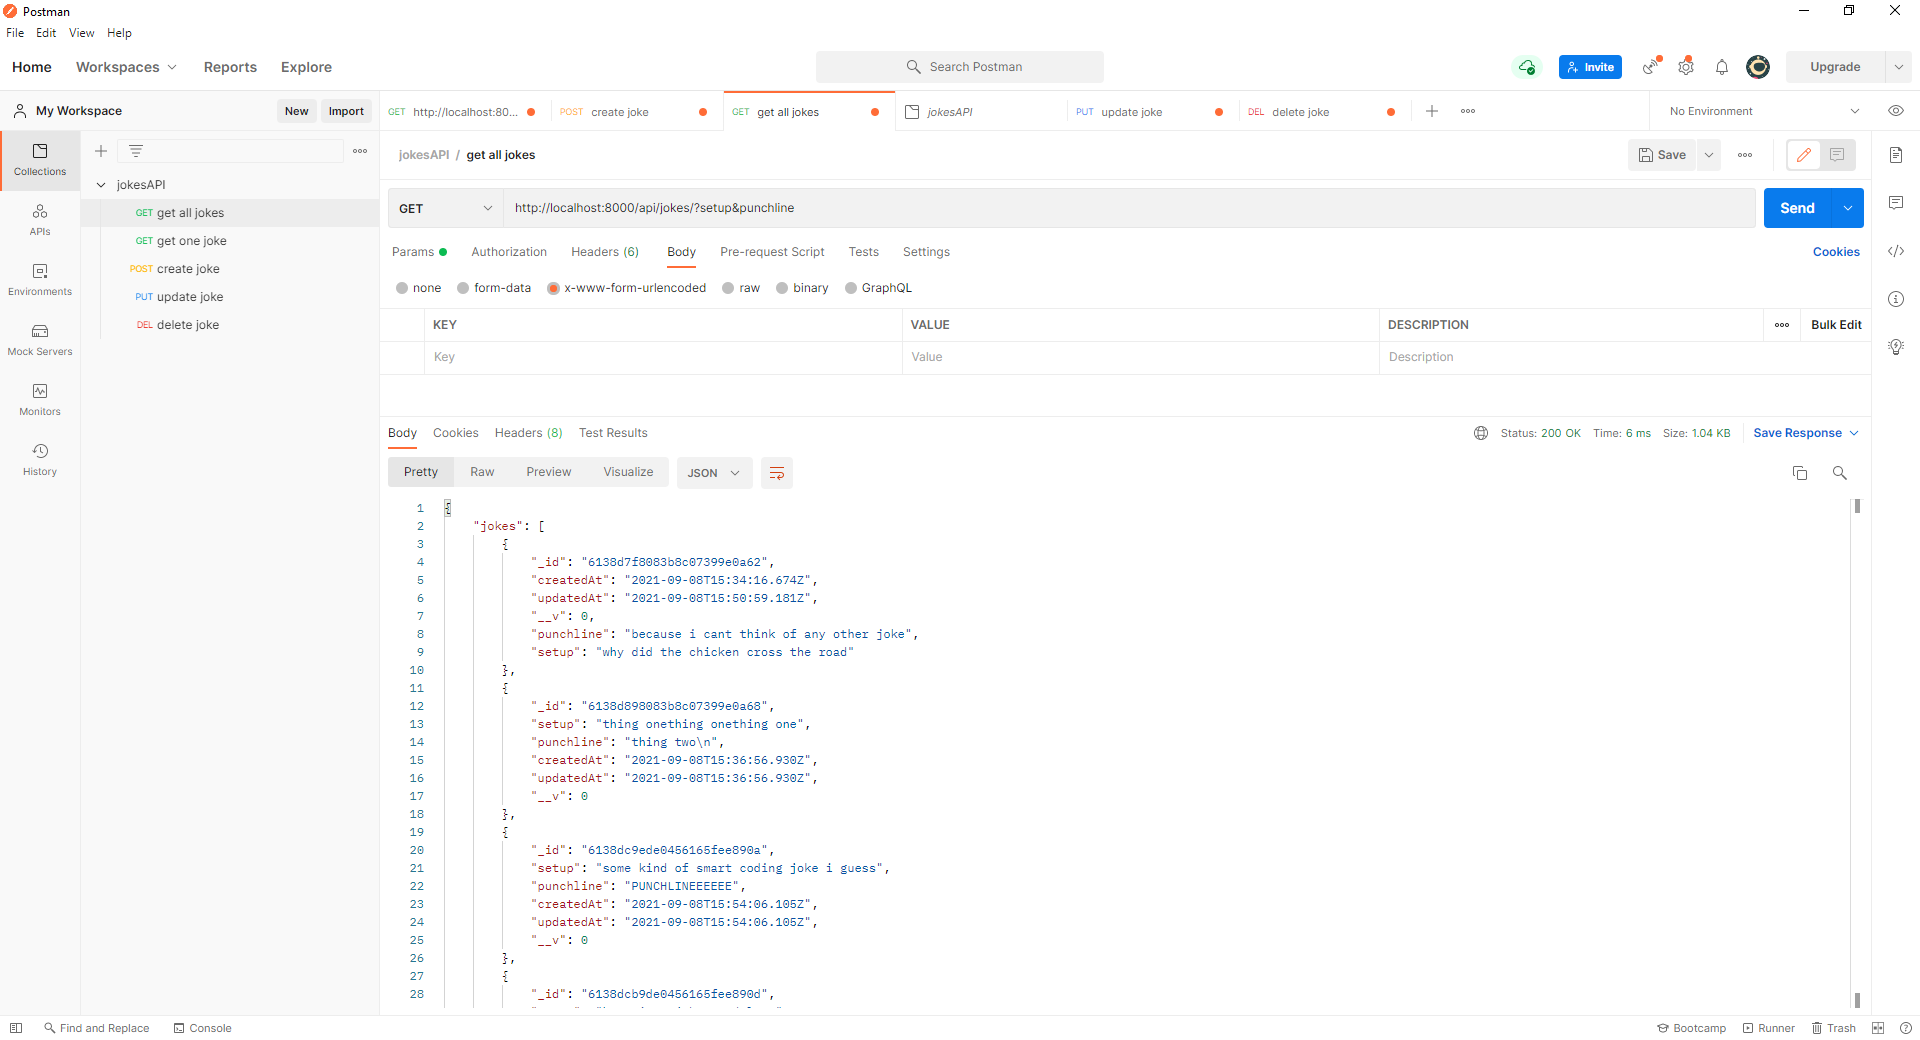 Postman
File Edit View Help
Home Workspaces Reports Explore Search Postman Invite Upgrade
My Workspace New Import GET http://localhost:80... POST create joke GET get all jokes jokesAPI PUT update joke DEL delete joke No Environment
Collections
APIs
Environments
Mock Servers
Monitors
History
jokesAPI
GET get all jokes
GET get one joke
POST create joke
PUT update joke
DEL delete joke
jokesAPI / get all jokes Save
GET http://localhost:8000/api/jokes/?setup&punchline Send
Params Authorization Headers (6) Body Pre-request Script Tests Settings Cookies
none form-data x-www-form-urlencoded raw binary GraphQL
KEY VALUE DESCRIPTION Bulk Edit
Key Value Description
Body Cookies Headers (8) Test Results Status: 200 OK Time: 6 ms Size: 1.04 KB Save Response
Pretty Raw Preview Visualize JSON
1 {
2 "jokes": [
3 {
4 "_id": "6138d7f8083b8c07399e0a62",
5 "createdAt": "2021-09-08T15:34:16.674Z",
6 "updatedAt": "2021-09-08T15:50:59.181Z",
7 "__v": 0,
8 "punchline": "because i cant think of any other joke",
9 "setup": "why did the chicken cross the road"
10 },
11 {
12 "_id": "6138d898083b8c07399e0a68",
13 "setup": "thing onething onething one",
14 "punchline": "thing two\n",
15 "createdAt": "2021-09-08T15:36:56.930Z",
16 "updatedAt": "2021-09-08T15:36:56.930Z",
17 "__v": 0
18 },
19 {
20 "_id": "6138dc9ede0456165fee890a",
21 "setup": "some kind of smart coding joke i guess",
22 "punchline": "PUNCHLINEEEEEE",
23 "createdAt": "2021-09-08T15:54:06.105Z",
24 "updatedAt": "2021-09-08T15:54:06.105Z",
25 "__v": 0
26 },
27 {
28 "_id": "6138dcb9de0456165fee890d",
Find and Replace Console Bootcamp Runner Trash